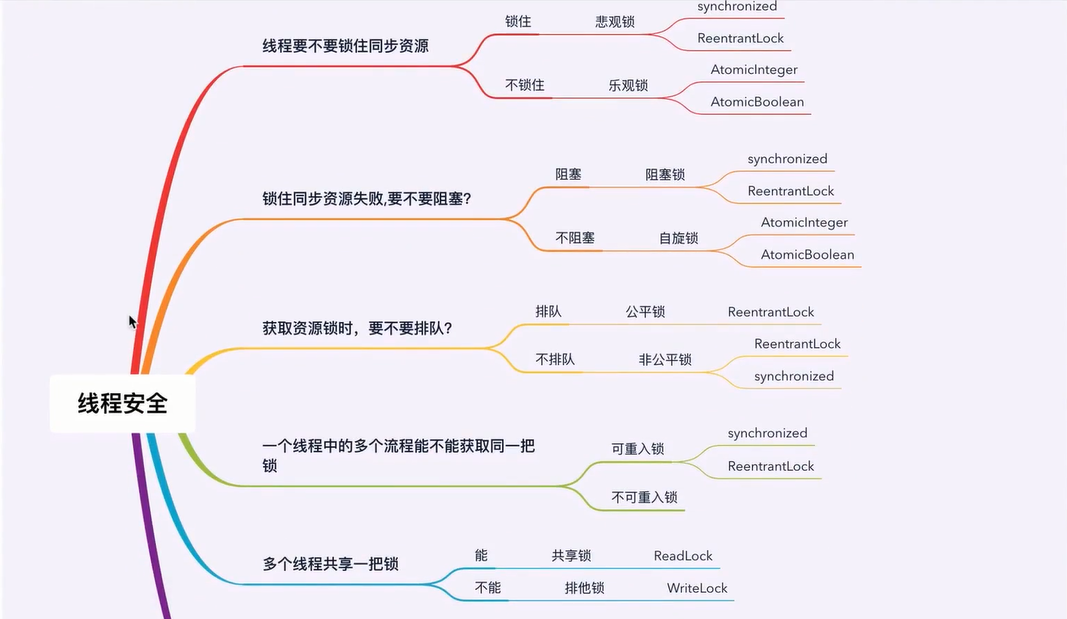 synchronized
锁住
悲观锁
ReentrantLock
线程要不要锁住同步资源
AtomicInteger
不锁住
乐观锁
AtomicBoolean
synchronized
阻塞
阻塞锁
ReentrantLock
锁住同步资源失败,要不要阻塞?
AtomicInteger
不阻塞
自旋锁
AtomicBoolean
排队
公平锁
ReentrantLock
获取资源锁时，要不要排队?
ReentrantLock
不排队
非公平锁
synchronized
线程安全
synchronized
可重入锁
ReentrantLock
一个线程中的多个流程能不能获取同一把
锁
不可重入锁
能
共享锁
ReadLock
多个线程共享一把锁
不能
排他锁
WriteLock